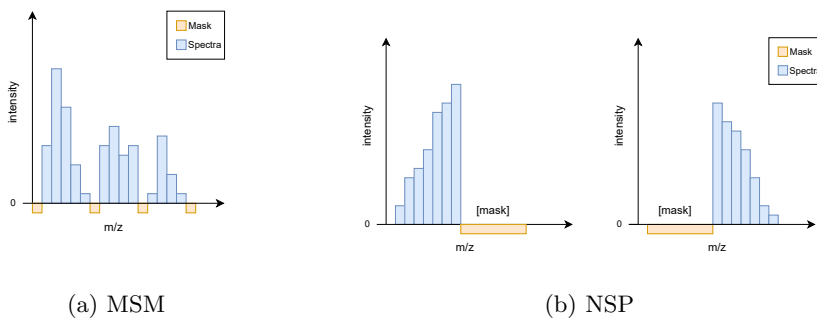 Mask
Spectra
intensity
0
m/z
(a) MSM
intensity
0
[mask]
m/z
Mask
Spectra
intensity
0
[mask]
m/z
(b) NSP